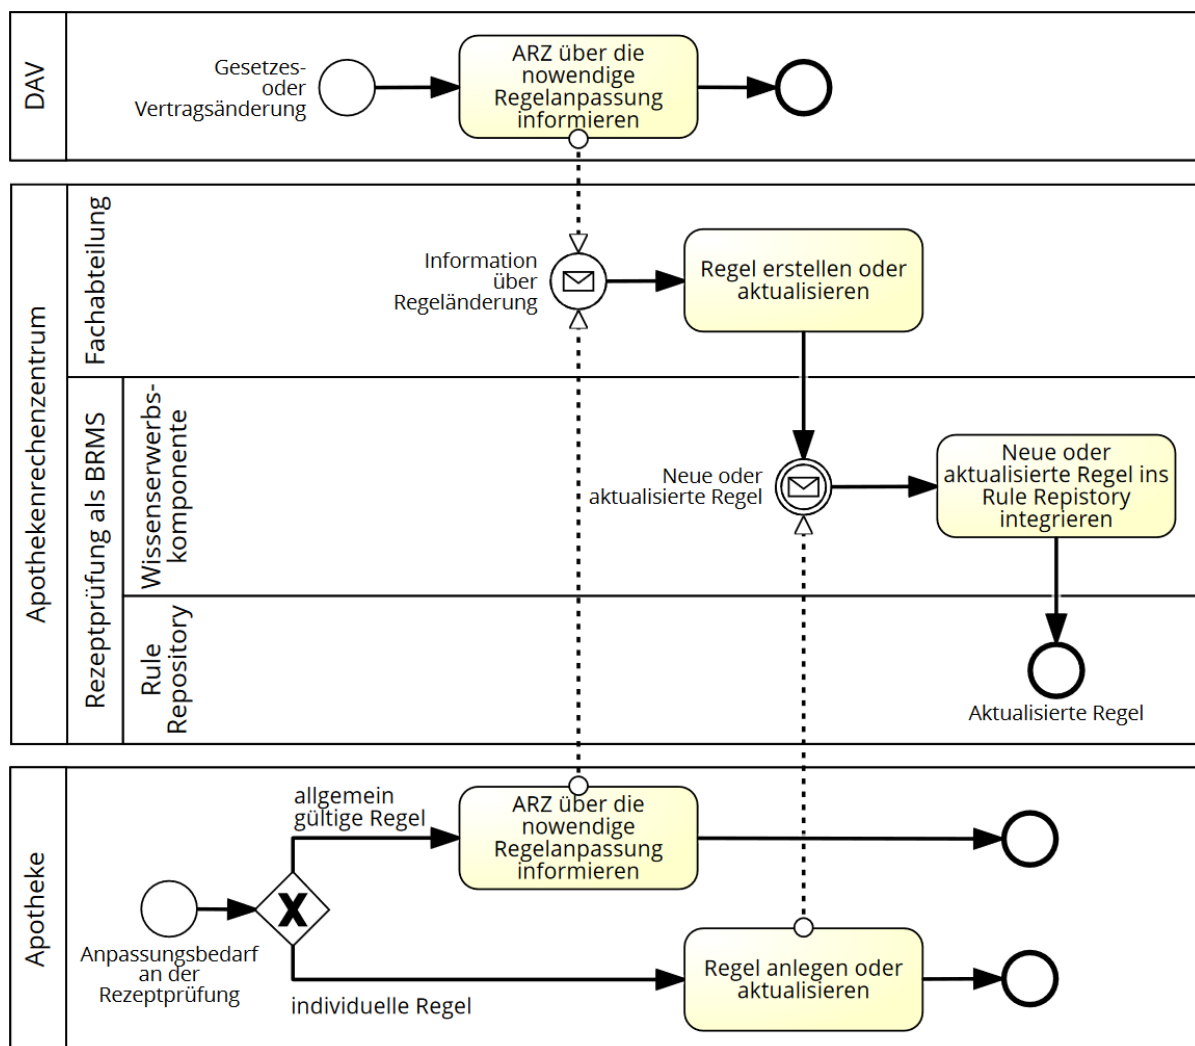 DAV
Gesetzes-
oder
Vertragsänderung
ARZ über die
nowendige
Regelanpassung
informieren
Apothekenrechenzentrum
Fachabteilung
Information
über
Regeländerung
Regel erstellen oder
aktualisieren
Rezeptprüfung als BRMS
Wissenserwerbs-
komponente
Neue oder
aktualisierte Regel
Neue oder
aktualisierte Regel ins
Rule Repistory
integrieren
Rule
Repository
Aktualisierte Regel
Apotheke
Anpassungsbedarf
an der
Rezeptprüfung
X
allgemein
gültige Regel
ARZ über die
nowendige
Regelanpassung
informieren
individuelle Regel
Regel anlegen oder
aktualisieren